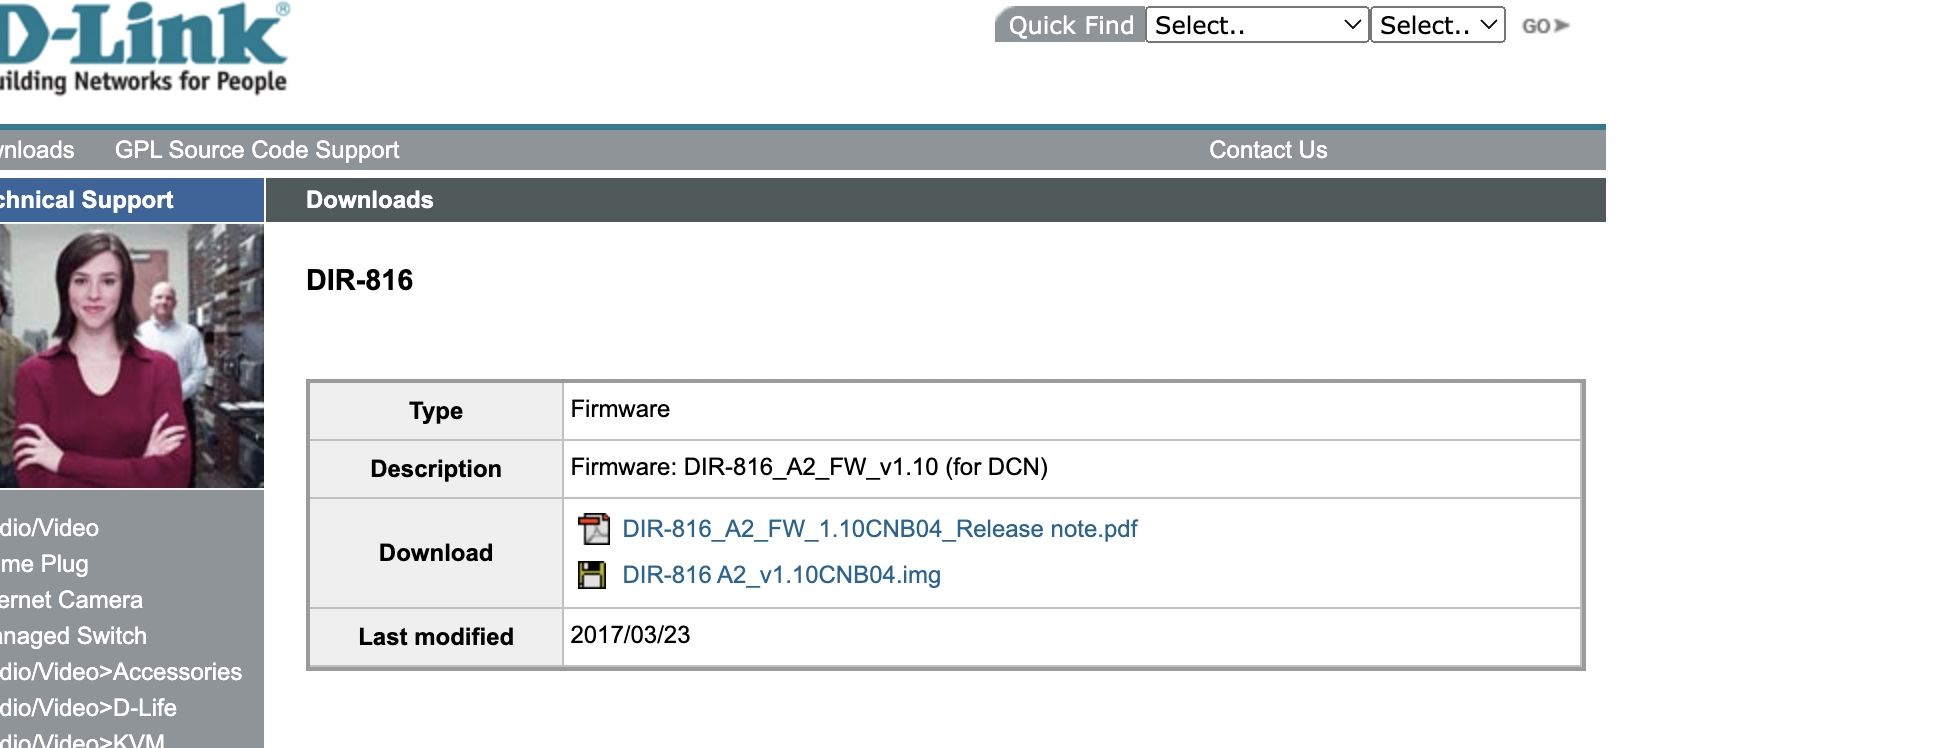 D-Link®
uilding Networks for People
Quick Find Select.. Select.. GO
nloads GPL Source Code Support Contact Us
chnical Support Downloads
DIR-816
Type Firmware
Description Firmware: DIR-816_A2_FW_v1.10 (for DCN)
Download DIR-816_A2_FW_1.10CNB04_Release note.pdf
DIR-816 A2_v1.10CNB04.img
Last modified 2017/03/23
dio/Video
me Plug
ernet Camera
anaged Switch
dio/Video>Accessories
dio/Video>D-Life
dio/Video>KVM